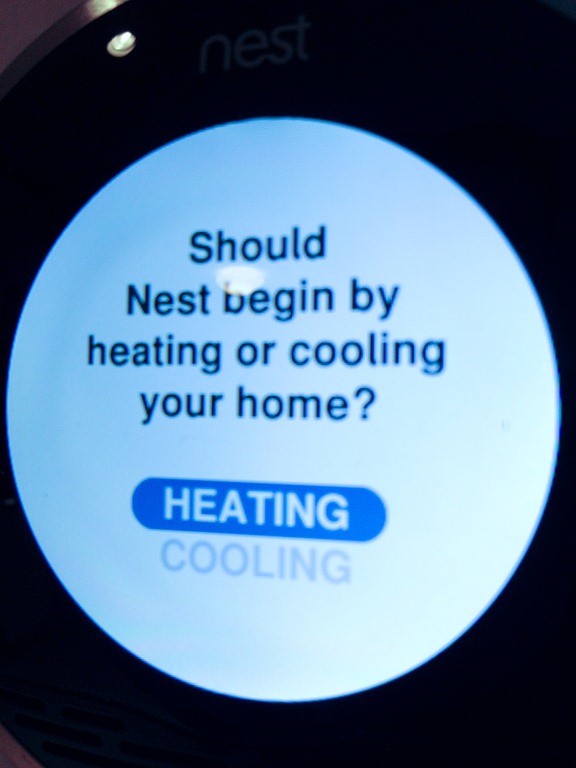 nest
Should
Nest begin by
heating or cooling
your home?
HEATING
COOLING